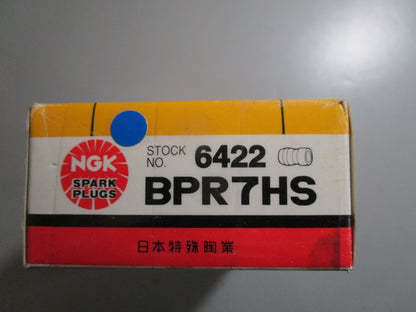 NGK
SPARK
PLUGS
STOCK
NO. 6422
BPR7HS
日本特殊陶業